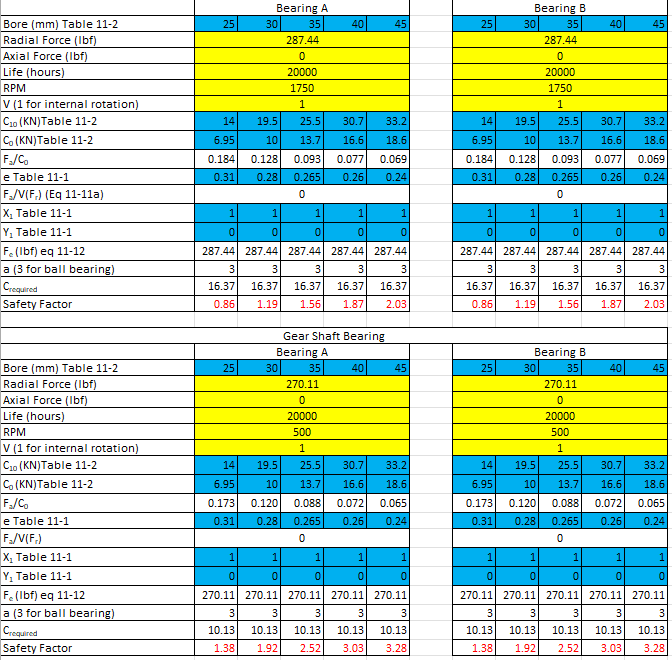 Bearing A Bearing B
Bore (mm) Table 11-2 25 30 35 40 45 25 30 35 40 45
Radial Force (lbf) 287.44 287.44
Axial Force (lbf) 0 0
Life (hours) 20000 20000
RPM 1750 1750
V (1 for internal rotation) 1 1
C₁₀ (KN)Table 11-2 14 19.5 25.5 30.7 33.2 14 19.5 25.5 30.7 33.2
C₀ (KN)Table 11-2 6.95 10 13.7 16.6 18.6 6.95 10 13.7 16.6 18.6
Fₐ/C₀ 0.184 0.128 0.093 0.077 0.069 0.184 0.128 0.093 0.077 0.069
e Table 11-1 0.31 0.28 0.265 0.26 0.24 0.31 0.28 0.265 0.26 0.24
Fₐ/V(Fᵣ) (Eq 11-11a) 0 0
X₁ Table 11-1 1 1 1 1 1 1 1 1 1 1
Y₁ Table 11-1 0 0 0 0 0 0 0 0 0 0
Fₑ (lbf) eq 11-12 287.44 287.44 287.44 287.44 287.44 287.44 287.44 287.44 287.44 287.44
a (3 for ball bearing) 3 3 3 3 3 3 3 3 3 3
Crequired 16.37 16.37 16.37 16.37 16.37 16.37 16.37 16.37 16.37 16.37
Safety Factor 0.86 1.19 1.56 1.87 2.03 0.86 1.19 1.56 1.87 2.03
Gear Shaft Bearing
Bearing A Bearing B
Bore (mm) Table 11-2 25 30 35 40 45 25 30 35 40 45
Radial Force (lbf) 270.11 270.11
Axial Force (lbf) 0 0
Life (hours) 20000 20000
RPM 500 500
V (1 for internal rotation) 1 1
C₁₀ (KN)Table 11-2 14 19.5 25.5 30.7 33.2 14 19.5 25.5 30.7 33.2
C₀ (KN)Table 11-2 6.95 10 13.7 16.6 18.6 6.95 10 13.7 16.6 18.6
Fₐ/C₀ 0.173 0.120 0.088 0.072 0.065 0.173 0.120 0.088 0.072 0.065
e Table 11-1 0.31 0.28 0.265 0.26 0.24 0.31 0.28 0.265 0.26 0.24
Fₐ/V(Fᵣ) 0 0
X₁ Table 11-1 1 1 1 1 1 1 1 1 1 1
Y₁ Table 11-1 0 0 0 0 0 0 0 0 0 0
Fₑ (lbf) eq 11-12 270.11 270.11 270.11 270.11 270.11 270.11 270.11 270.11 270.11 270.11
a (3 for ball bearing) 3 3 3 3 3 3 3 3 3 3
Crequired 10.13 10.13 10.13 10.13 10.13 10.13 10.13 10.13 10.13 10.13
Safety Factor 1.38 1.92 2.52 3.03 3.28 1.38 1.92 2.52 3.03 3.28